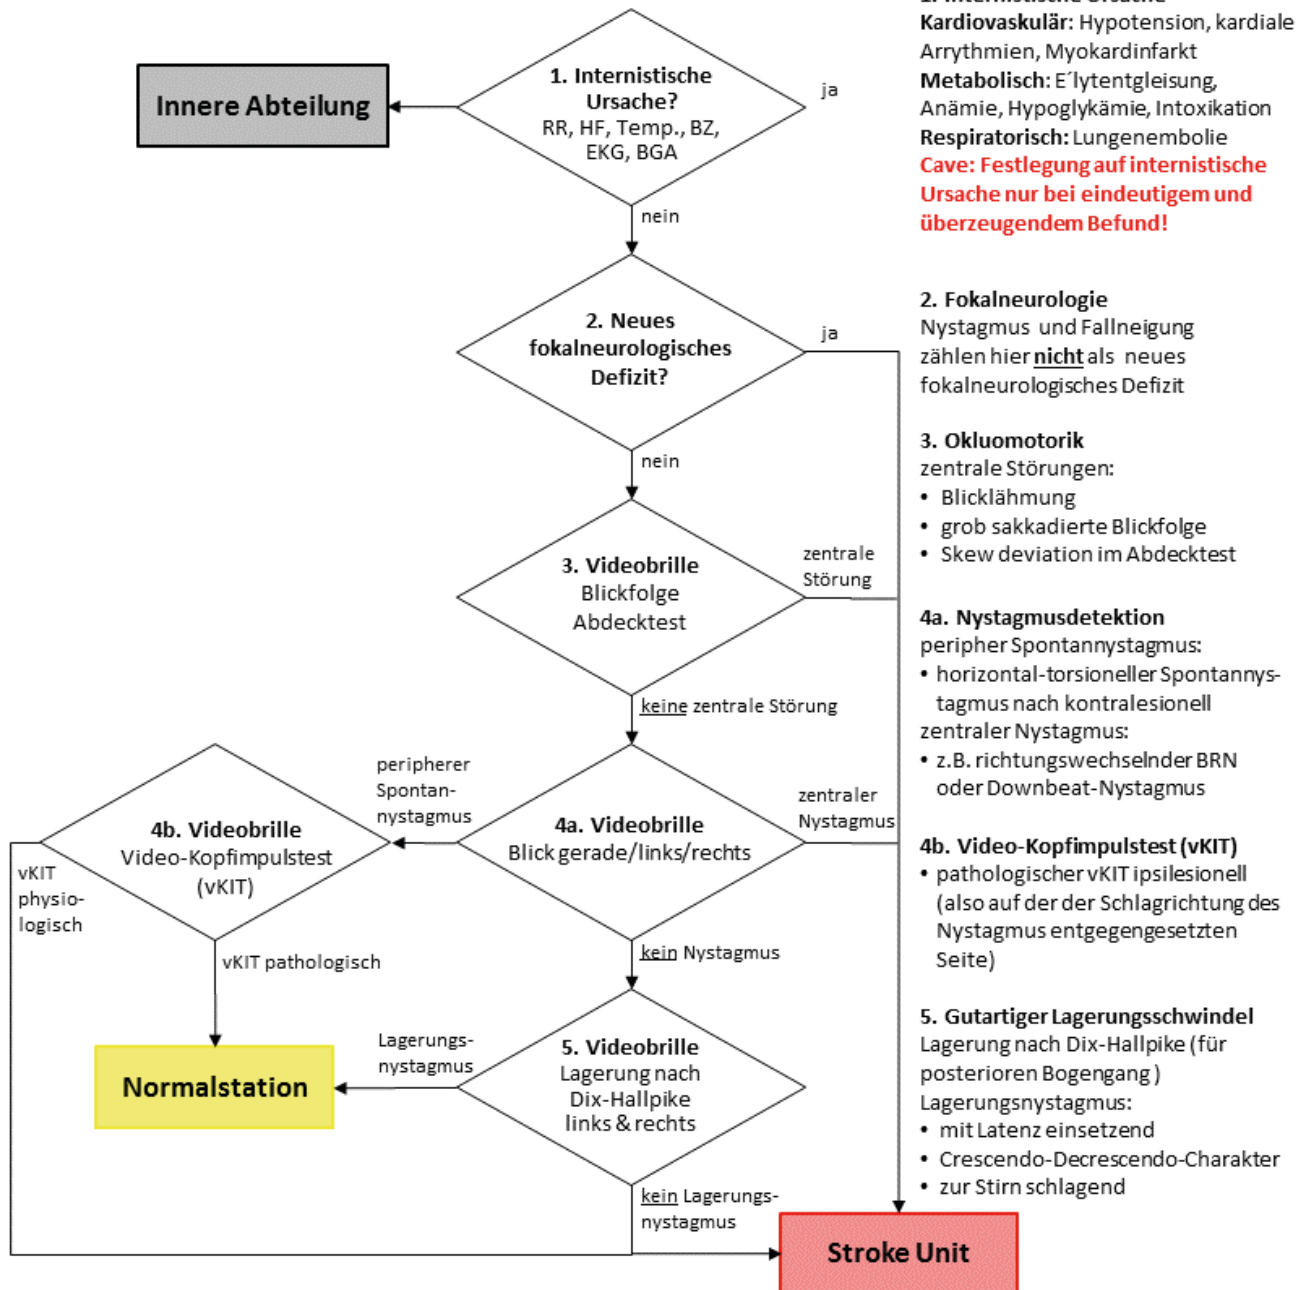 1. Internistische Ursache
Kardiovaskulär: Hypotension, kardiale
Arrythmien, Myokardinfarkt
Metabolisch: E´lytentgleisung,
Anämie, Hypoglykämie, Intoxikation
Respiratorisch: Lungenembolie
Cave: Festlegung auf internistische
Ursache nur bei eindeutigem und
überzeugendem Befund!
Innere Abteilung
1. Internistische
Ursache?
RR, HF, Temp., BZ,
EKG, BGA
ja
nein
2. Neues
fokalneurologisches
Defizit?
ja
nein
2. Fokalneurologie
Nystagmus und Fallneigung
zählen hier nicht als neues
fokalneurologisches Defizit
3. Videobrille
Blickfolge
Abdecktest
zentrale
Störung
keine zentrale Störung
3. Okluomotorik
zentrale Störungen:
• Blicklähmung
• grob sakkadierte Blickfolge
• Skew deviation im Abdecktest
4a. Videobrille
Blick gerade/links/rechts
peripherer
Spontan-
nystagmus
zentraler
Nystagmus
kein Nystagmus
4a. Nystagmusdetektion
peripher Spontannystagmus:
• horizontal-torsioneller Spontannys-
tagmus nach kontralesionell
zentraler Nystagmus:
• z.B. richtungswechselnder BRN
oder Downbeat-Nystagmus
4b. Videobrille
Video-Kopfimpulstest
(vKIT)
vKIT
physio-
logisch
vKIT pathologisch
4b. Video-Kopfimpulstest (vKIT)
• pathologischer vKIT ipsilesionell
(also auf der der Schlagrichtung des
Nystagmus entgegengesetzten
Seite)
Normalstation
Lagerungs-
nystagmus
5. Videobrille
Lagerung nach
Dix-Hallpike
links & rechts
kein Lagerungs-
nystagmus
5. Gutartiger Lagerungsschwindel
Lagerung nach Dix-Hallpike (für
posterioren Bogengang )
Lagerungsnystagmus:
• mit Latenz einsetzend
• Crescendo-Decrescendo-Charakter
• zur Stirn schlagend
Stroke Unit